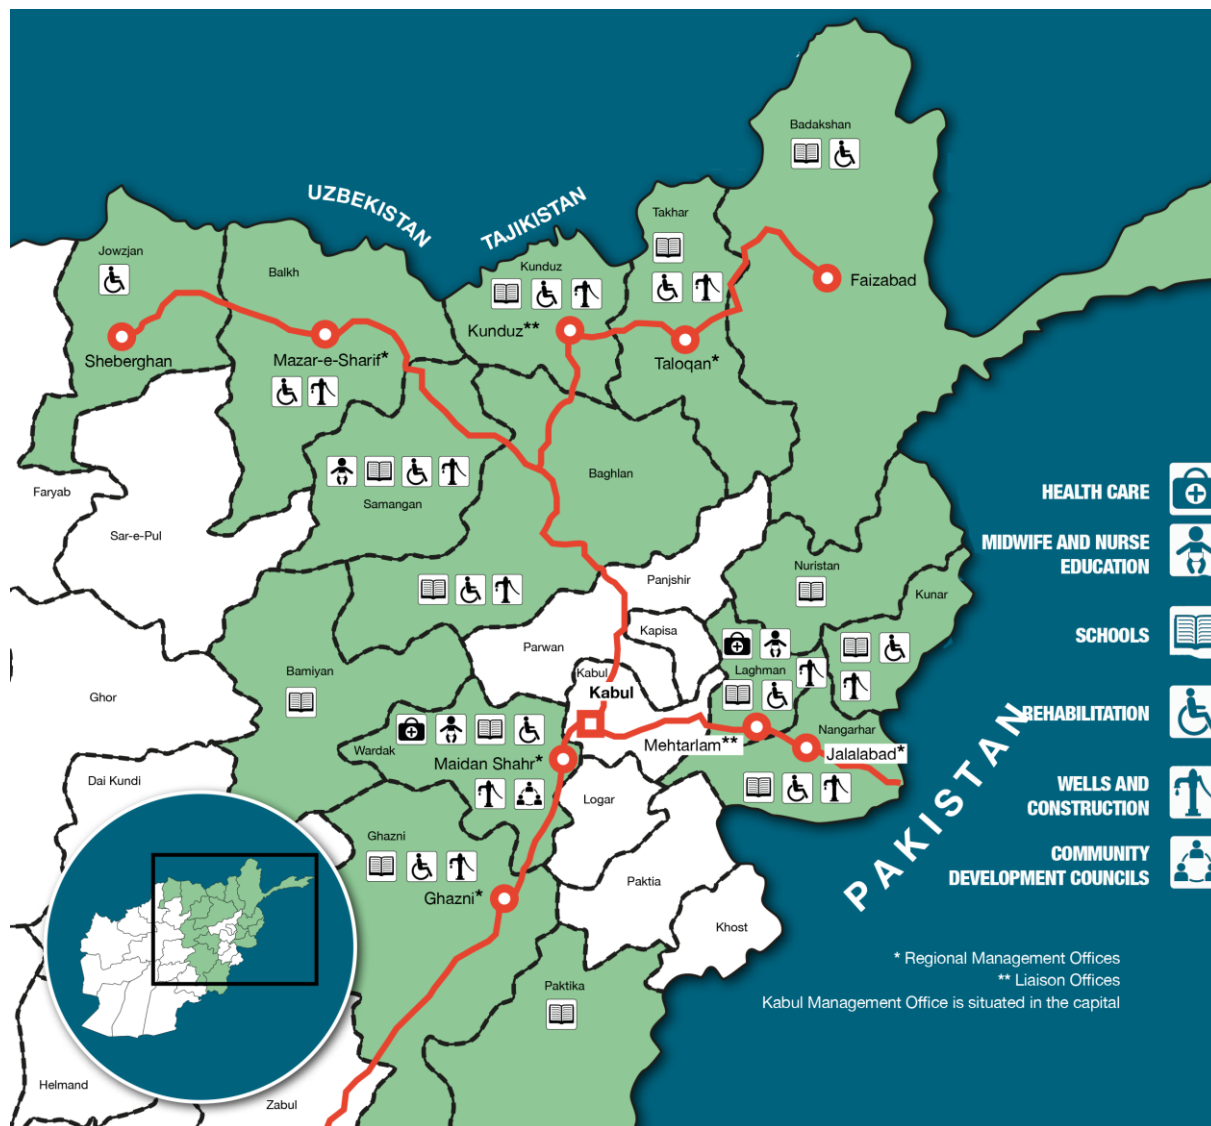 Badakshan
UZBEKISTAN
TAJIKISTAN
Takhar
Jowzjan
Balkh
Kunduz
Faizabad
Kunduz**
Sheberghan
Mazar-e-Sharif*
Taloqan*
Baghlan
Faryab
Samangan
Sar-e-Pul
HEALTH CARE
MIDWIFE AND NURSE
EDUCATION
Nuristan
Panjshir
Kunar
Kapisa
SCHOOLS
Parwan
Bamiyan
Kabul
Laghman
Kabul
Ghor
REHABILITATION
Nangarhar
Mehtarlam**
Wardak
Maidan Shahr*
Jalalabad*
PAKISTAN
Dai Kundi
WELLS AND
CONSTRUCTION
Logar
Ghazni
COMMUNITY
DEVELOPMENT COUNCILS
Paktia
Ghazni*
Khost
* Regional Management Offices
** Liaison Offices
Kabul Management Office is situated in the capital
Paktika
Helmand
Zabul